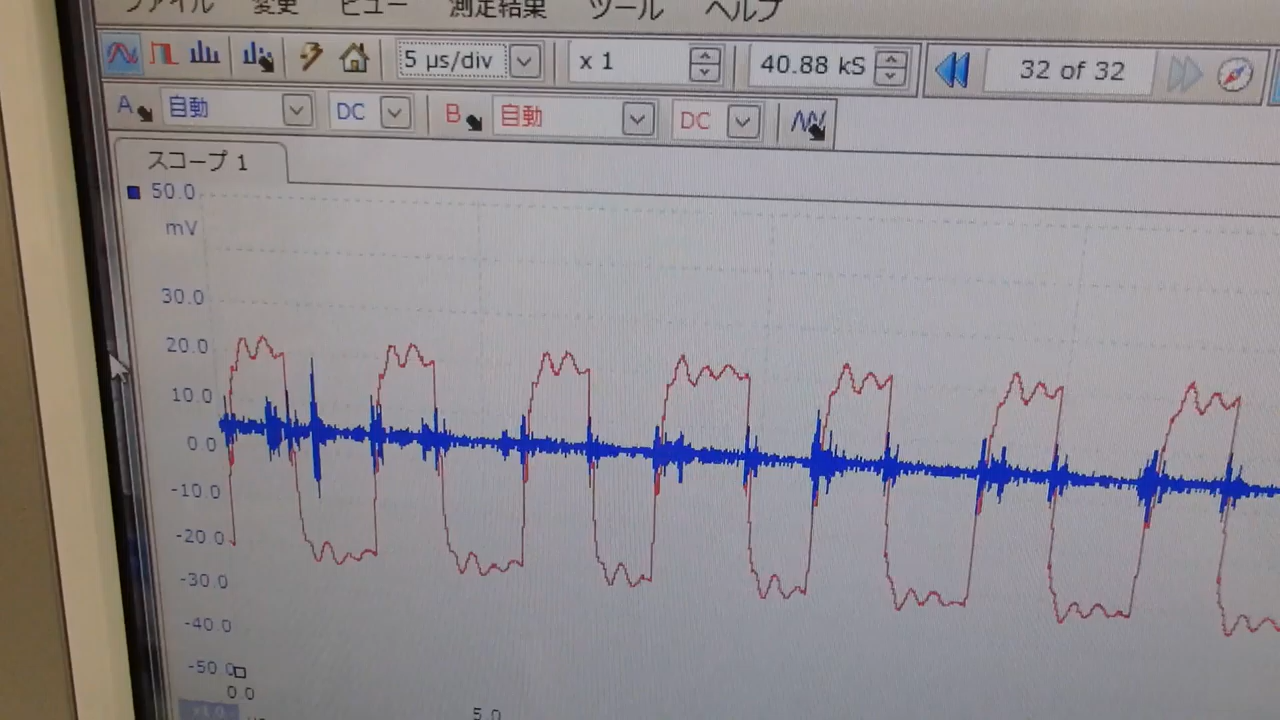 ファイル 変更 ビュー 測定結果 ツール ヘルプ
5 µs/div x 1 40.88 kS 32 of 32
A 自動 DC B 自動 DC
スコープ 1
50.0
mV
30.0
20.0
10.0
0.0
-10.0
-20.0
-30.0
-40.0
-50.0
0.0
5.0